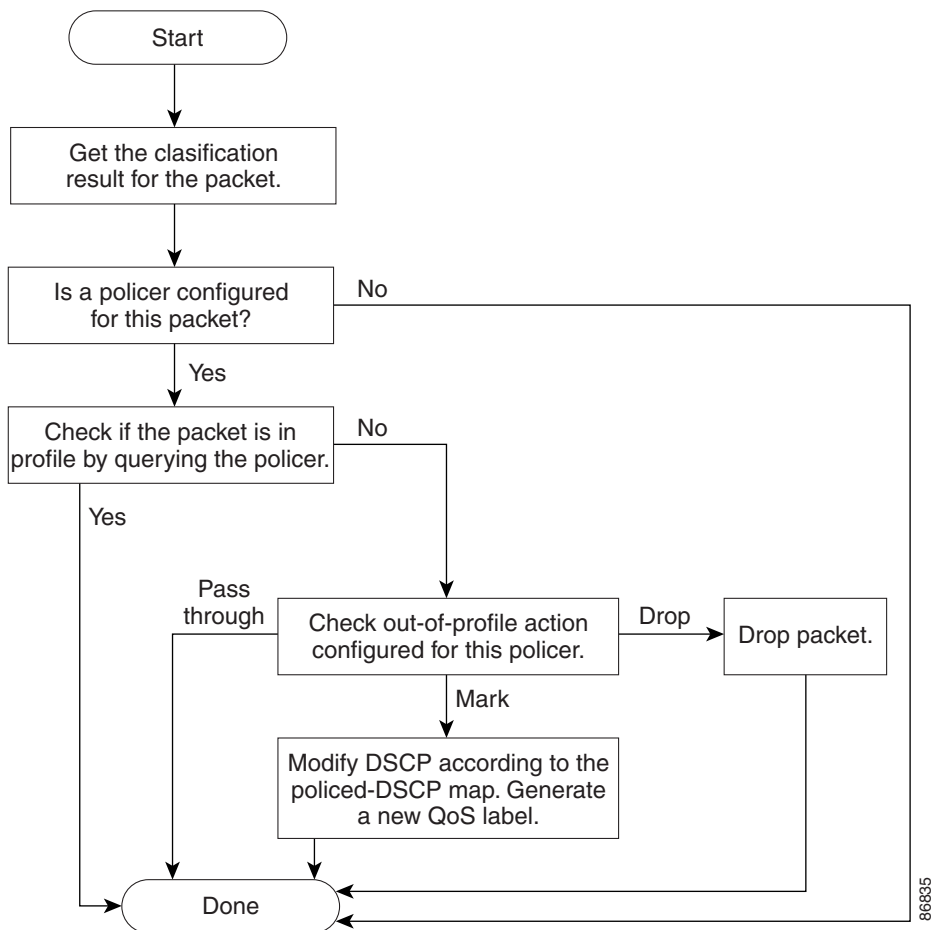 Start
Get the clasification
result for the packet.
Is a policer configured
for this packet?
No
Yes
Check if the packet is in
profile by querying the policer.
No
Yes
Pass
through
Check out-of-profile action
configured for this policer.
Drop
Drop packet.
Mark
Modify DSCP according to the
policed-DSCP map. Generate
a new QoS label.
Done
86835